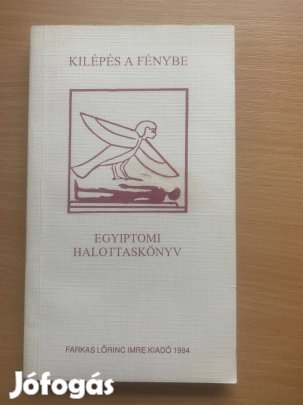 KILÉPÉS A FÉNYBE
EGYIPTOMI
HALOTTASKÖNYV
FARKAS LŐRINC IMRE KIADÓ 1994
Jófogás